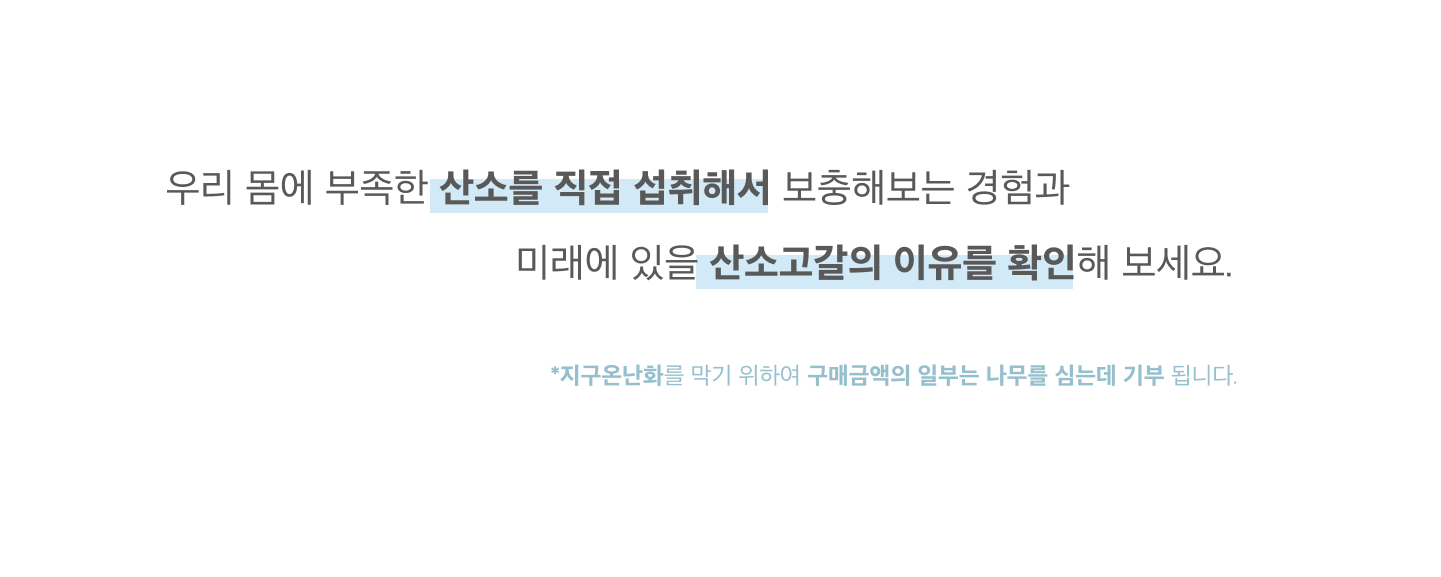 우리 몸에 부족한 산소를 직접 섭취해서 보충해보는 경험과
미래에 있을 산소고갈의 이유를 확인해 보세요.
*지구온난화를 막기 위하여 구매금액의 일부는 나무를 심는데 기부 됩니다.